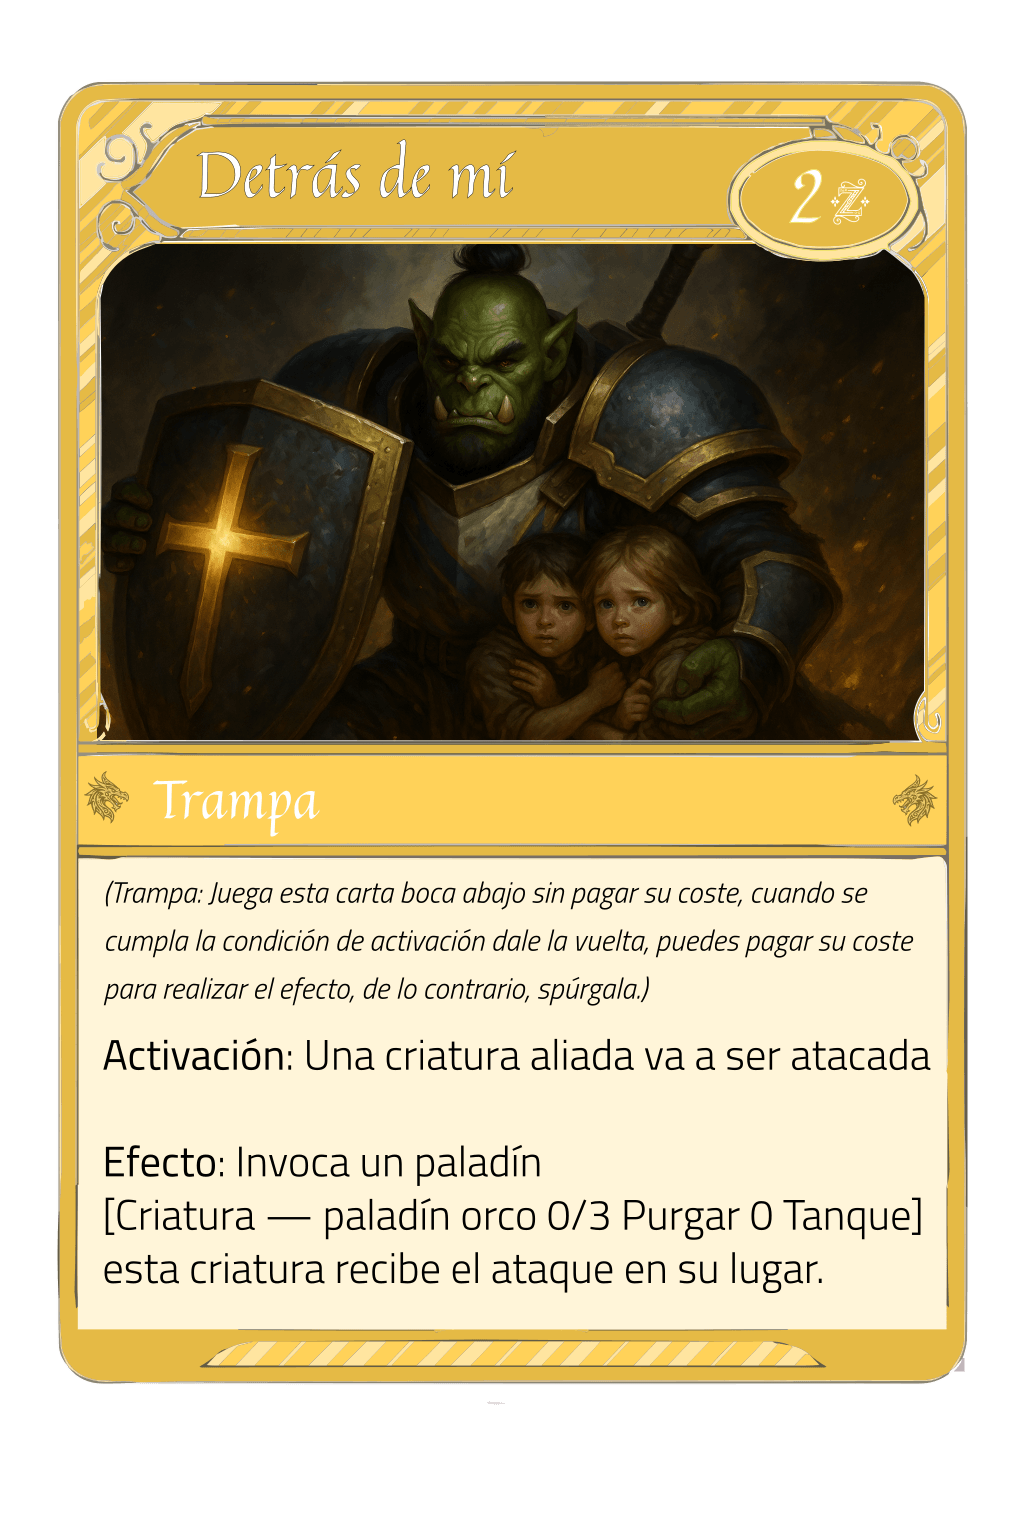 Detrás de mí
2 Z
Trampa
(Trampa: Juega esta carta boca abajo sin pagar su coste, cuando se
cumpla la condición de activación dale la vuelta, puedes pagar su coste
para realizar el efecto, de lo contrario, spúrgala.)
Activación: Una criatura aliada va a ser atacada
Efecto: Invoca un paladín
[Criatura — paladín orco 0/3 Purgar 0 Tanque]
esta criatura recibe el ataque en su lugar.